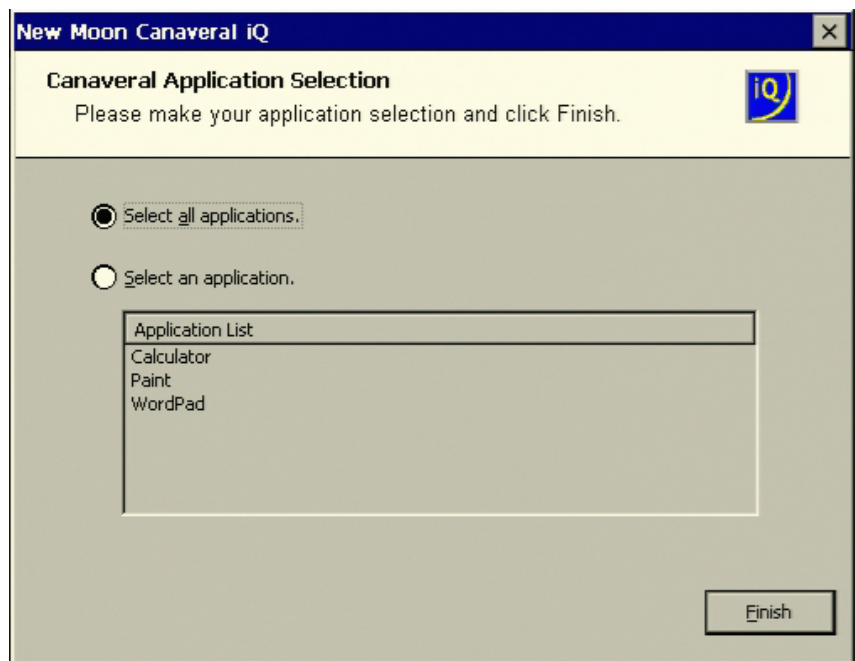 New Moon Canaveral iQ
Canaveral Application Selection
Please make your application selection and click Finish.
iQ
Select all applications.
Select an application.
Application List
Calculator
Paint
WordPad
Finish